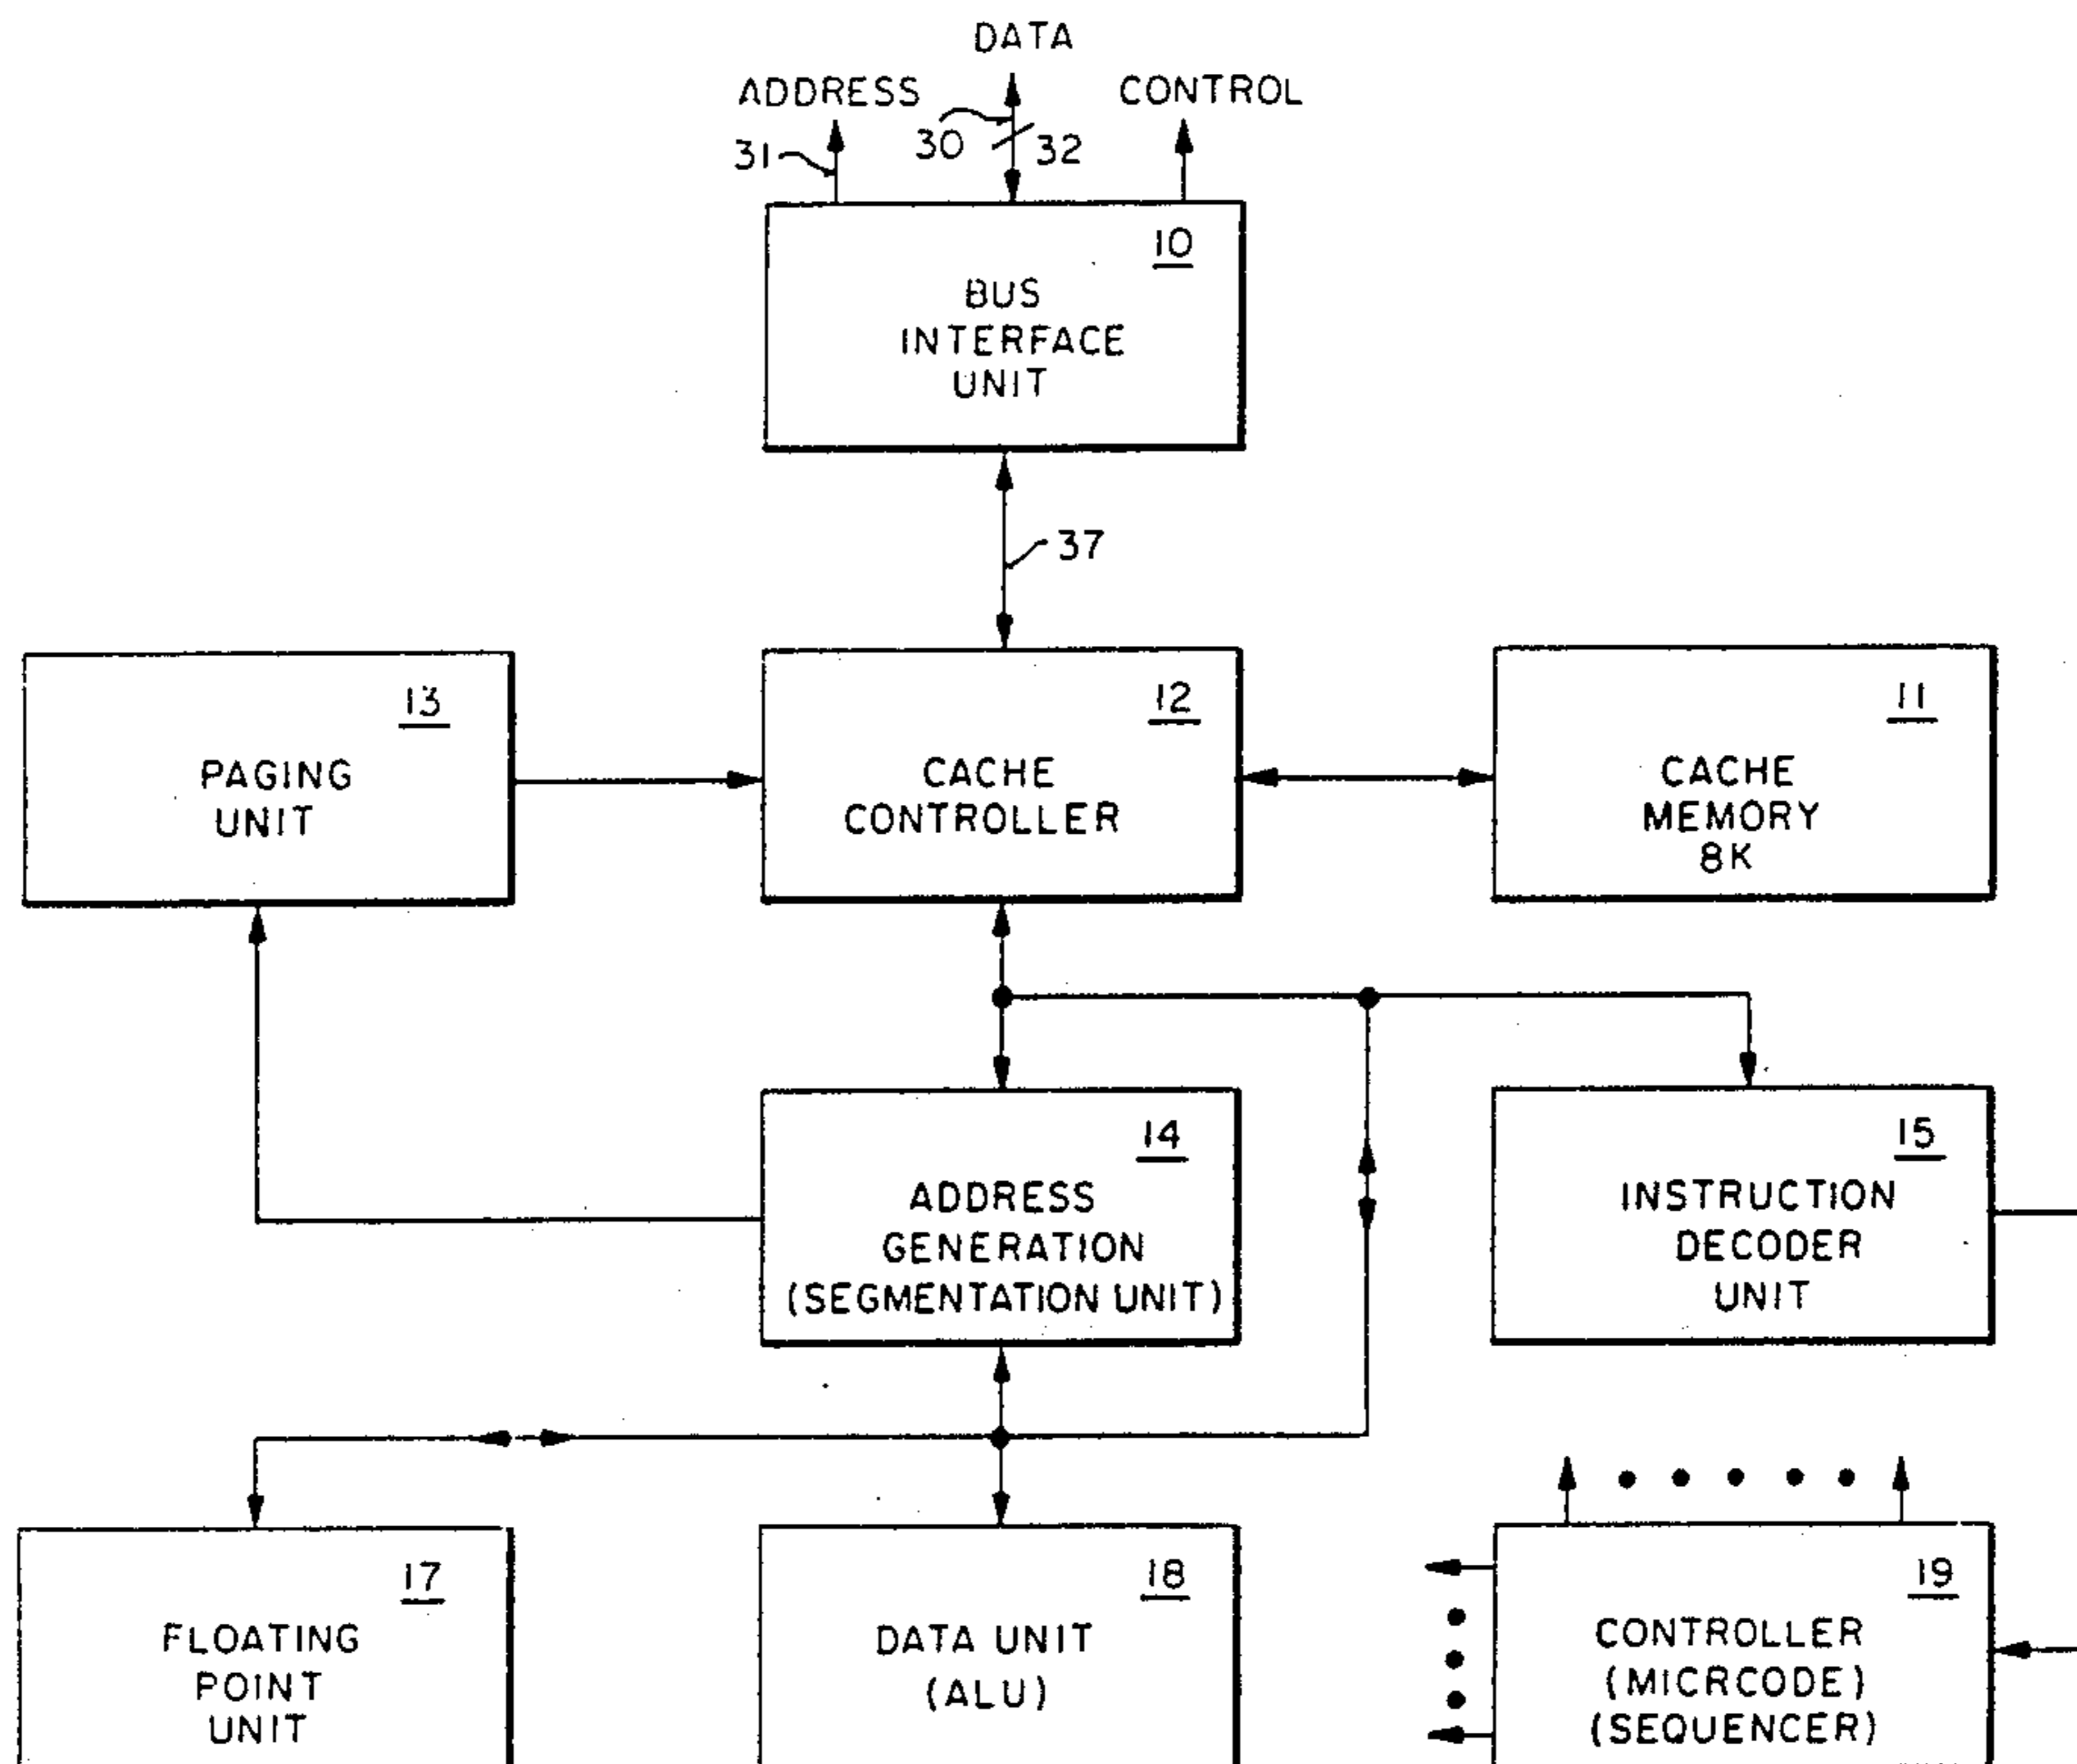 DATA
ADDRESS
CONTROL
30
32
31
10
BUS
INTERFACE
UNIT
37
13
PAGING
UNIT
12
CACHE
CONTROLLER
11
CACHE
MEMORY
8K
14
ADDRESS
GENERATION
(SEGMENTATION UNIT)
15
INSTRUCTION
DECODER
UNIT
17
FLOATING
POINT
UNIT
18
DATA UNIT
(ALU)
19
CONTROLLER
(MICRCODE)
(SEQUENCER)